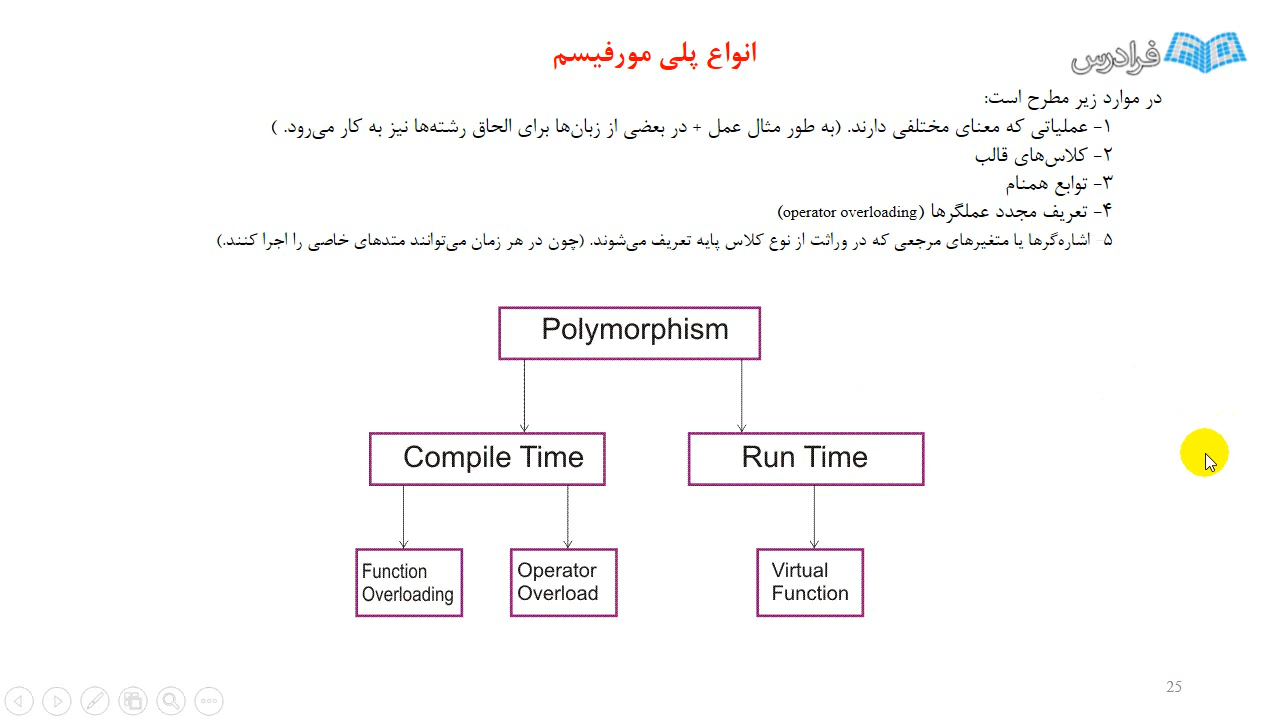 انواع پلی مورفیسم
فرادرس
در موارد زیر مطرح است:
۱- عملیاتی که معنای مختلفی دارند. (به طور مثال عمل + در بعضی از زبان‌ها برای الحاق رشته‌ها نیز به کار می‌رود. )
۲- کلاس‌های قالب
۳- توابع همنام
۴- تعریف مجدد عملگرها (operator overloading)
۵- اشاره‌گرها یا متغیرهای مرجعی که در وراثت از نوع کلاس پایه تعریف می‌شوند. (چون در هر زمان می‌توانند متدهای خاصی را اجرا کنند.)
Polymorphism
Compile Time
Run Time
Function
Overloading
Operator
Overload
Virtual
Function
25